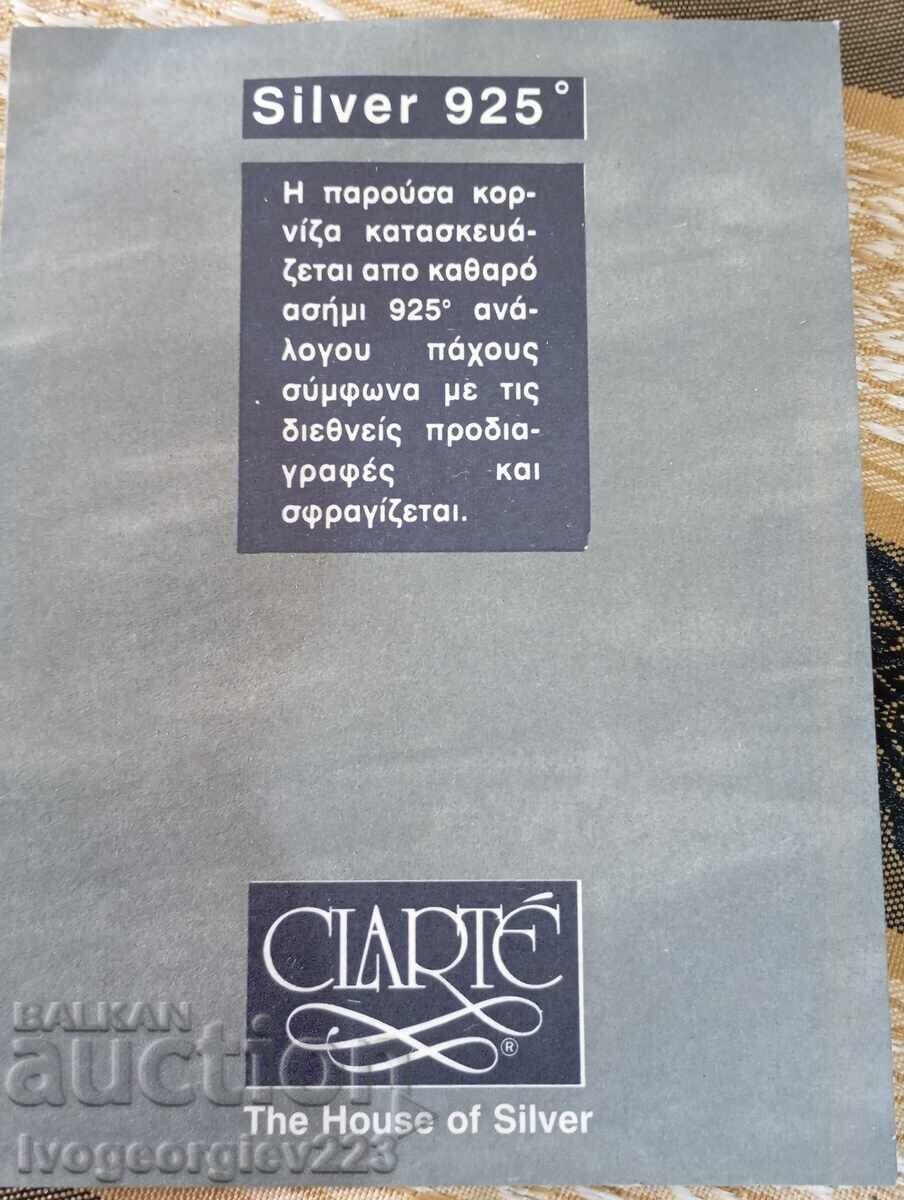 Silver 925°
Η παρούσα κορ-
νίζα κατασκευά-
ζεται απο καθαρό
ασήμι 925° ανά-
λογου πάχους
σύμφωνα με τις
διεθνείς προδια-
γραφές και
σφραγίζεται.
CLARTÉ
®
The House of Silver
BALKAN
auction
Ivogeorgiev223